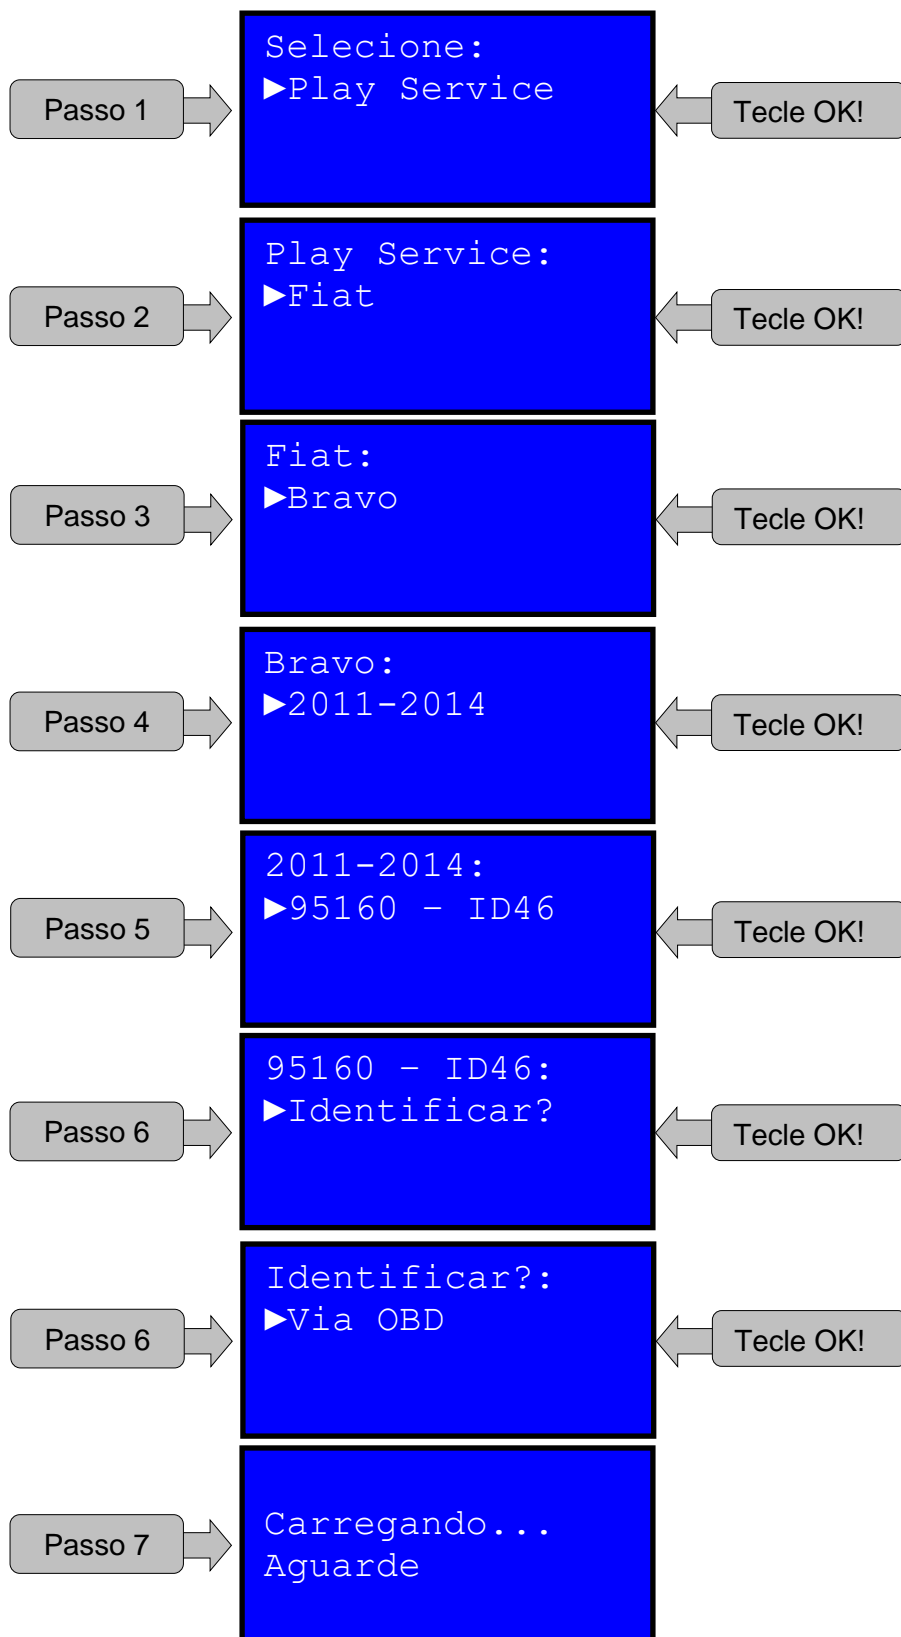 Passo 1
Selecione:
►Play Service
Tecle OK!
Passo 2
Play Service:
►Fiat
Tecle OK!
Passo 3
Fiat:
►Bravo
Tecle OK!
Passo 4
Bravo:
►2011-2014
Tecle OK!
Passo 5
2011-2014:
►95160 – ID46
Tecle OK!
Passo 6
95160 – ID46:
►Identificar?
Tecle OK!
Passo 6
Identificar?:
►Via OBD
Tecle OK!
Passo 7
Carregando...
Aguarde